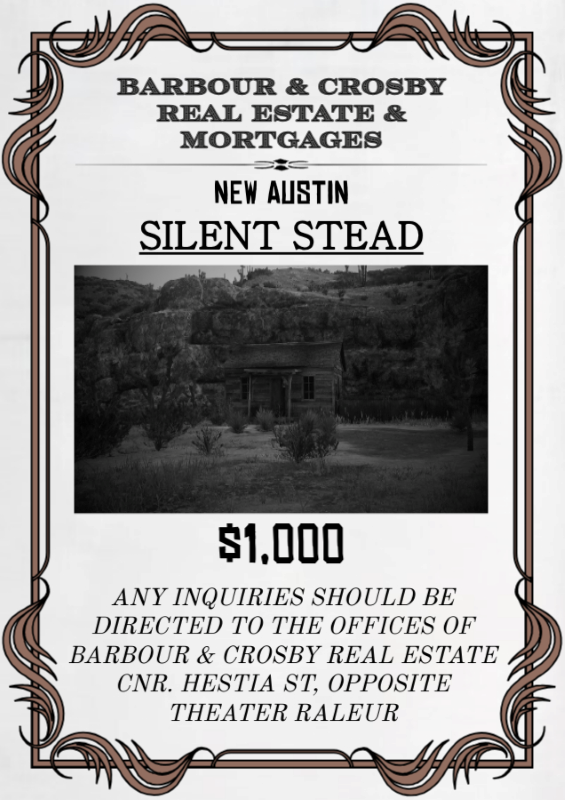 BARBOUR & CROSBY
REAL ESTATE &
MORTGAGES
NEW AUSTIN
SILENT STEAD
$1,000
ANY INQUIRIES SHOULD BE
DIRECTED TO THE OFFICES OF
BARBOUR & CROSBY REAL ESTATE
CNR. HESTIA ST, OPPOSITE
THEATER RALEUR